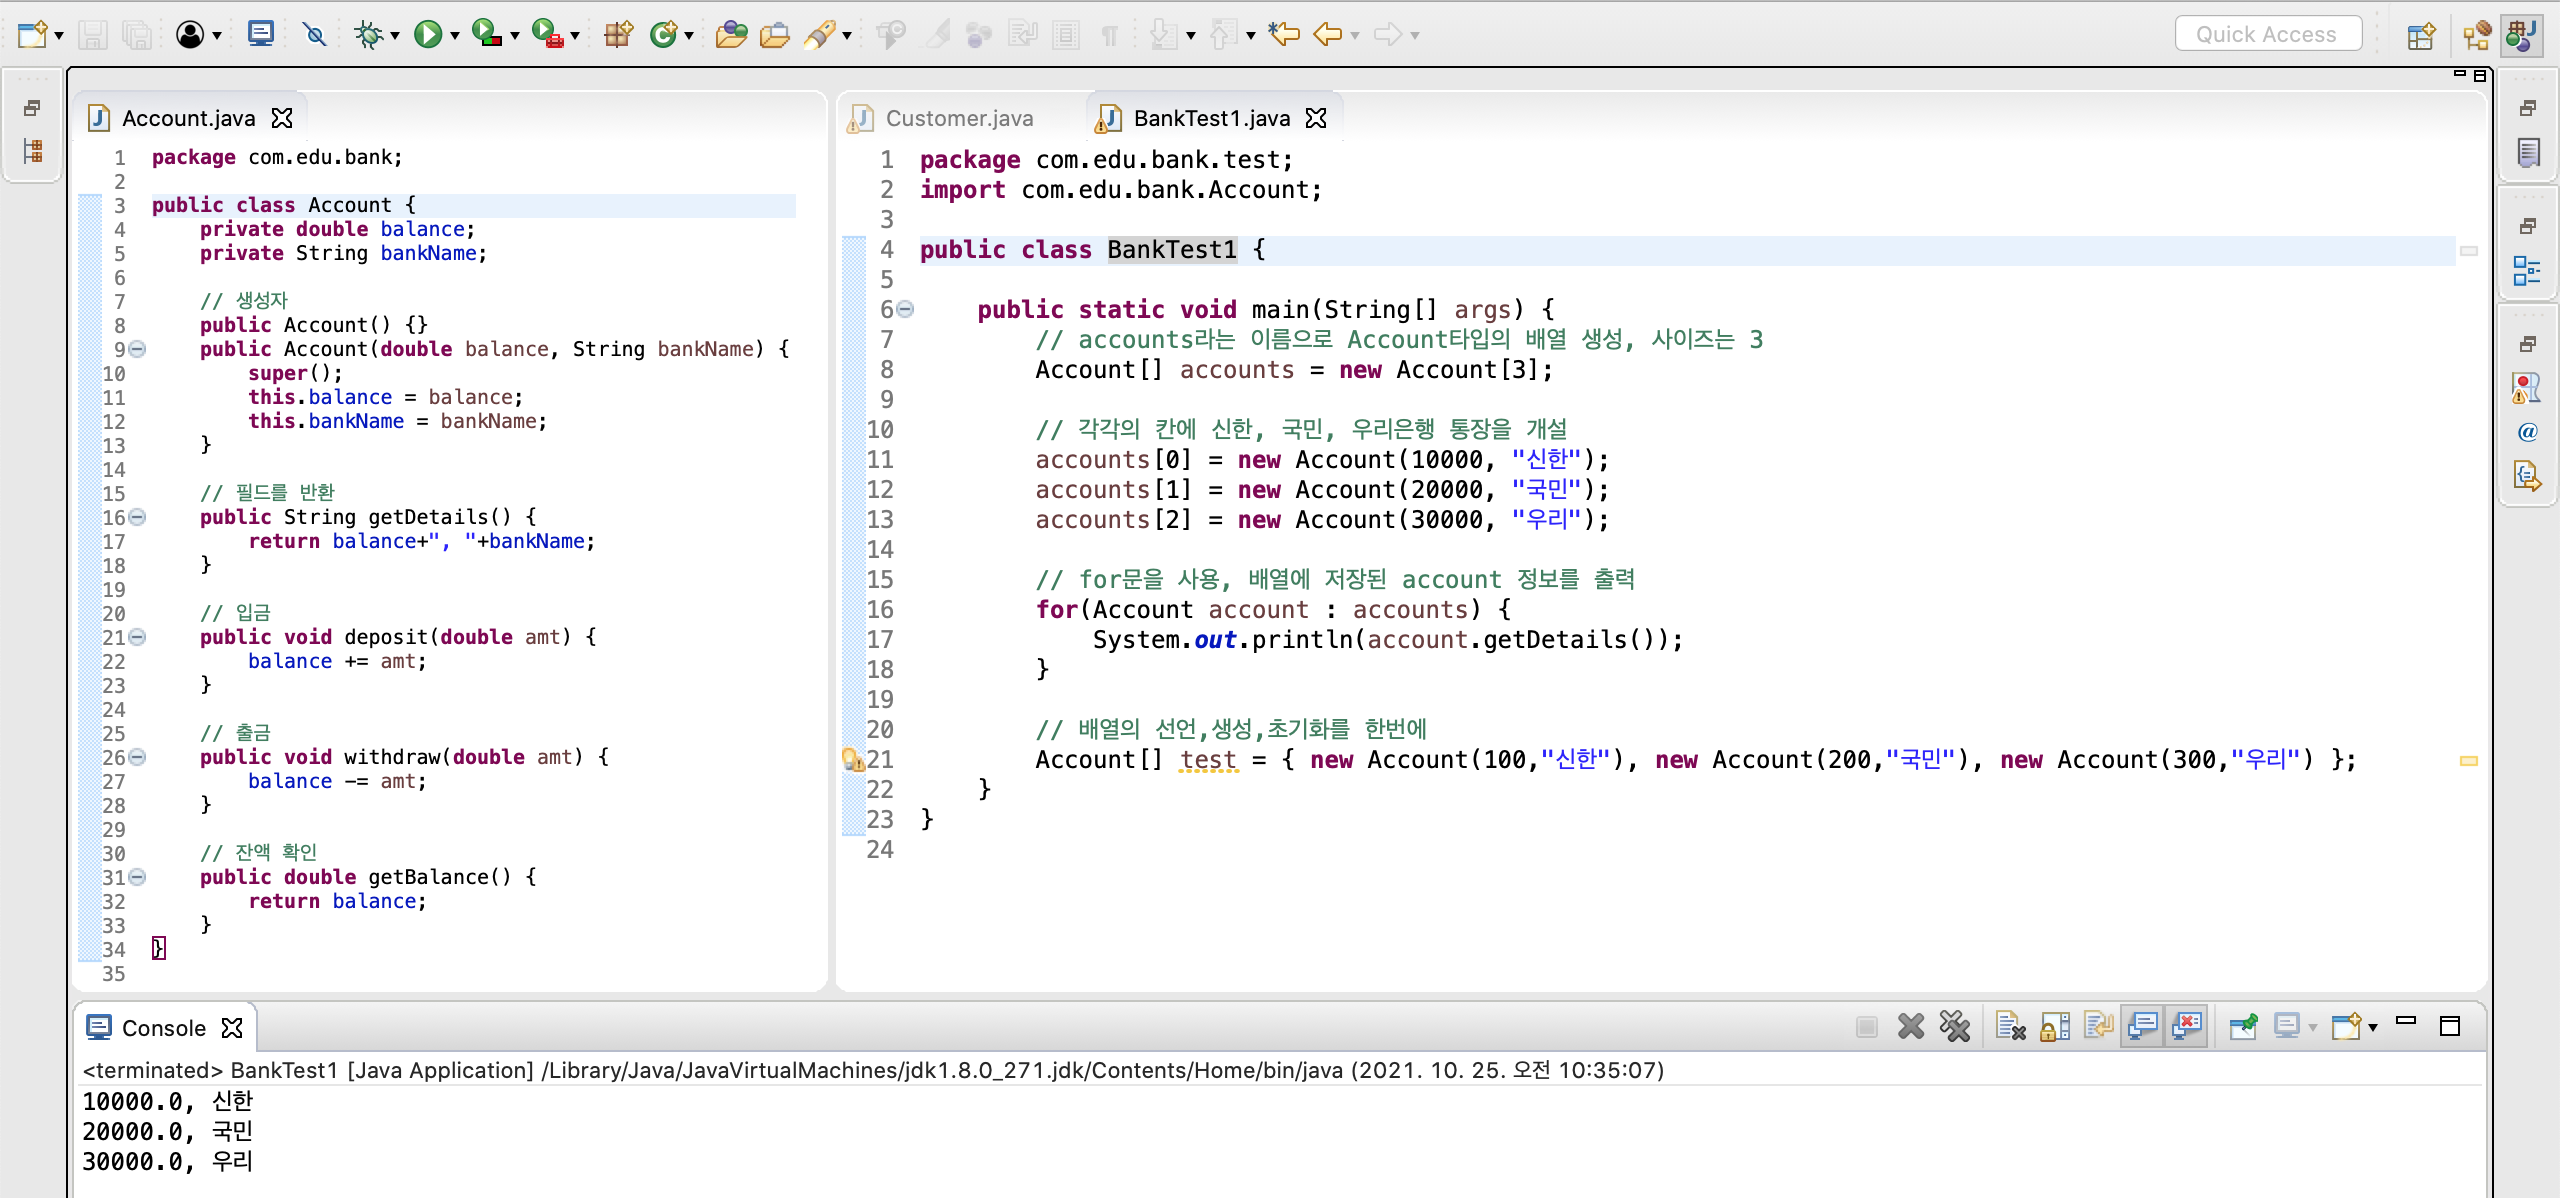 Quick Access
Account.java
1 package com.edu.bank;
2
3 public class Account {
4     private double balance;
5     private String bankName;
6
7     // 생성자
8     public Account() {}
9     public Account(double balance, String bankName) {
10         super();
11         this.balance = balance;
12         this.bankName = bankName;
13     }
14
15     // 필드를 반환
16     public String getDetails() {
17         return balance+", "+bankName;
18     }
19
20     // 입금
21     public void deposit(double amt) {
22         balance += amt;
23     }
24
25     // 출금
26     public void withdraw(double amt) {
27         balance -= amt;
28     }
29
30     // 잔액 확인
31     public double getBalance() {
32         return balance;
33     }
34 }
35
Customer.java BankTest1.java
1 package com.edu.bank.test;
2 import com.edu.bank.Account;
3
4 public class BankTest1 {
5
6     public static void main(String[] args) {
7         // accounts라는 이름으로 Account타입의 배열 생성, 사이즈는 3
8         Account[] accounts = new Account[3];
9
10         // 각각의 칸에 신한, 국민, 우리은행 통장을 개설
11         accounts[0] = new Account(10000, "신한");
12         accounts[1] = new Account(20000, "국민");
13         accounts[2] = new Account(30000, "우리");
14
15         // for문을 사용, 배열에 저장된 account 정보를 출력
16         for(Account account : accounts) {
17             System.out.println(account.getDetails());
18         }
19
20         // 배열의 선언,생성,초기화를 한번에
21         Account[] test = { new Account(100,"신한"), new Account(200,"국민"), new Account(300,"우리") };
22     }
23 }
24
Console
<terminated> BankTest1 [Java Application] /Library/Java/JavaVirtualMachines/jdk1.8.0_271.jdk/Contents/Home/bin/java (2021. 10. 25. 오전 10:35:07)
10000.0, 신한
20000.0, 국민
30000.0, 우리